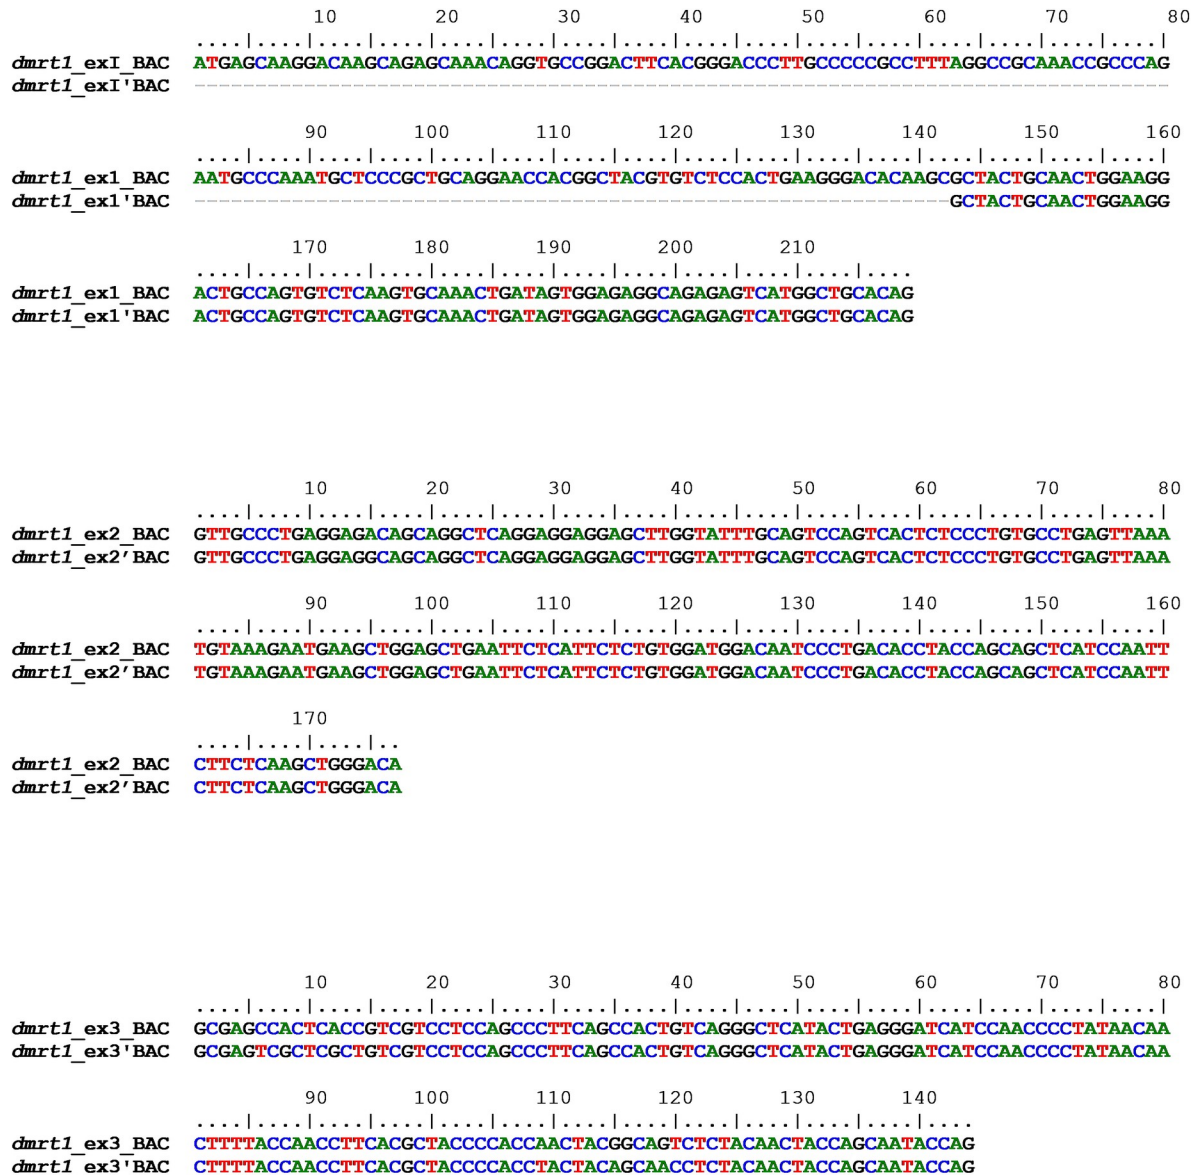 10 20 30 40 50 60 70 80
....|....|....|....|....|....|....|....|....|....|....|....|....|....|....|....|
dmrt1_exI_BAC ATGAGCAAGGACAAGCAGAGCAAACAGGTGCCGGACTTCACGGGACCCTTGCCCCCGCCTTTAGGCCGCAAACCGCCCAG
dmrt1_exI'BAC --------------------------------------------------------------------------------
90 100 110 120 130 140 150 160
....|....|....|....|....|....|....|....|....|....|....|....|....|....|....|....|
dmrt1_ex1_BAC AATGCCCAAATGCTCCCGCTGCAGGAACCACGGCTACGTGTCTCCACTGAAGGGACACAAGCGCTACTGCAACTGGAAGG
dmrt1_ex1'BAC --------------------------------------------------------------GCTACTGCAACTGGAAGG
170 180 190 200 210
....|....|....|....|....|....|....|....|....|....|....|....
dmrt1_ex1_BAC ACTGCCAGTGTCTCAAGTGCAAACTGATAGTGGAGAGGCAGAGAGTCATGGCTGCACAG
dmrt1_ex1'BAC ACTGCCAGTGTCTCAAGTGCAAACTGATAGTGGAGAGGCAGAGAGTCATGGCTGCACAG
10 20 30 40 50 60 70 80
....|....|....|....|....|....|....|....|....|....|....|....|....|....|....|....|
dmrt1_ex2_BAC GTTGCCCTGAGGAGACAGCAGGCTCAGGAGGAGGAGCTTGGTATTTGCAGTCCAGTCACTCTCCCTGTGCCTGAGTTAAA
dmrt1_ex2'BAC GTTGCCCTGAGGAGGCAGCAGGCTCAGGAGGAGGAGCTTGGTATTTGCAGTCCAGTCACTCTCCCTGTGCCTGAGTTAAA
90 100 110 120 130 140 150 160
....|....|....|....|....|....|....|....|....|....|....|....|....|....|....|....|
dmrt1_ex2_BAC TGTAAAGAATGAAGCTGGAGCTGAATTCTCATTCTCTGTGGATGGACAATCCCTGACACCTACCAGCAGCTCATCCAATT
dmrt1_ex2'BAC TGTAAAGAATGAAGCTGGAGCTGAATTCTCATTCTCTGTGGATGGACAATCCCTGACACCTACCAGCAGCTCATCCAATT
170
....|....|....|..
dmrt1_ex2_BAC CTTCTCAAGCTGGGACA
dmrt1_ex2'BAC CTTCTCAAGCTGGGACA
10 20 30 40 50 60 70 80
....|....|....|....|....|....|....|....|....|....|....|....|....|....|....|....|
dmrt1_ex3_BAC GCGAGCCACTCACCGTCGTCCTCCAGCCCTTCAGCCACTGTCAGGGCTCATACTGAGGGATCATCCAACCCCTATAACAA
dmrt1_ex3'BAC GCGAGTCGCTCGCTGTCGTCCTCCAGCCCTTCAGCCACTGTCAGGGCTCATACTGAGGGATCATCCAACCCCTATAACAA
90 100 110 120 130 140
....|....|....|....|....|....|....|....|....|....|....|....|....
dmrt1_ex3_BAC CTTTTACCAACCTTCACGCTACCCCACCAACTACGGCAGTCTCTACAACTACCAGCAATACCAG
dmrt1_ex3'BAC CTTTTACCAACCTTCACGCTACCCCACCTACTACAGCAACCTCTACAACTACCAGCAATACCAG